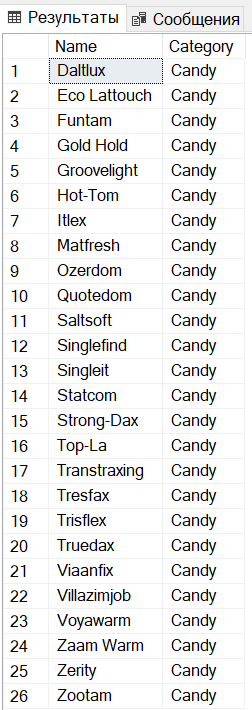 Результаты Сообщения
Name Category
1 Daltlux Candy
2 Eco Lattouch Candy
3 Funtam Candy
4 Gold Hold Candy
5 Groovelight Candy
6 Hot-Tom Candy
7 Itlex Candy
8 Matfresh Candy
9 Ozerdom Candy
10 Quotedom Candy
11 Saltsoft Candy
12 Singlefind Candy
13 Singleit Candy
14 Statcom Candy
15 Strong-Dax Candy
16 Top-La Candy
17 Transtraxing Candy
18 Tresfax Candy
19 Trisflex Candy
20 Truedax Candy
21 Viaanfix Candy
22 Villazimjob Candy
23 Voyawarm Candy
24 Zaam Warm Candy
25 Zerity Candy
26 Zootam Candy